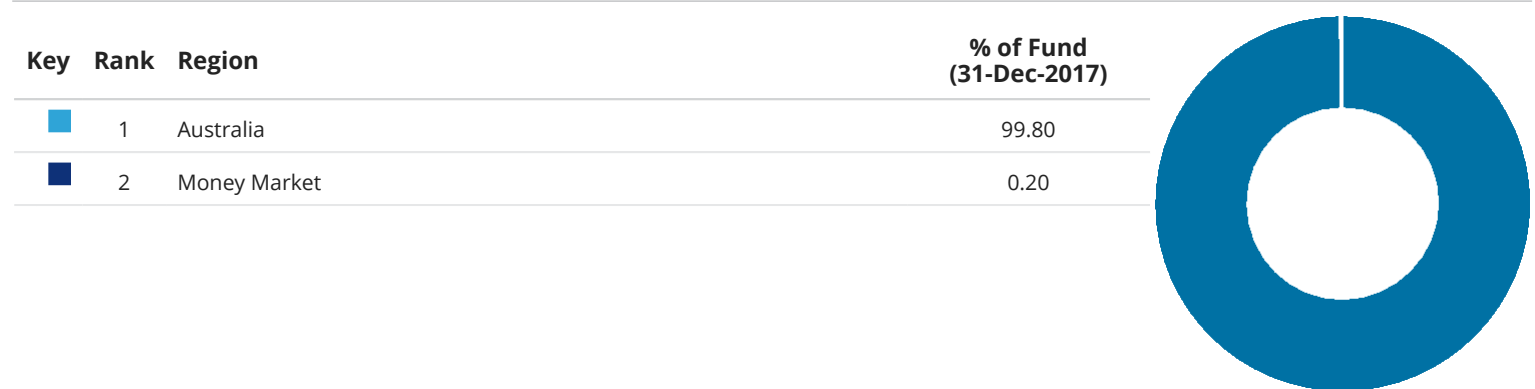 Key Rank Region % of Fund
(31-Dec-2017)
1 Australia 99.80
2 Money Market 0.20